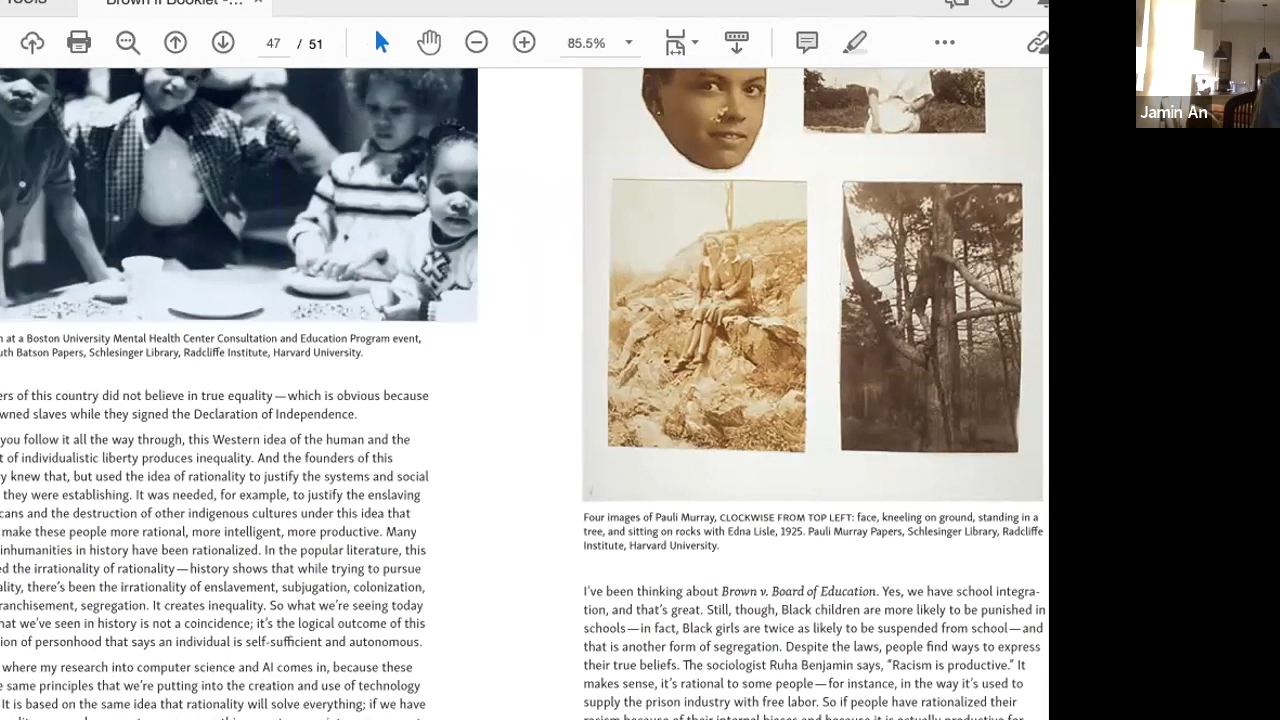 Tools
Brown II Booklet -...
47 / 51
85.5%
Jamin An
n at a Boston University Mental Health Center Consultation and Education Program event,
uth Batson Papers, Schlesinger Library, Radcliffe Institute, Harvard University.
ers of this country did not believe in true equality—which is obvious because
wned slaves while they signed the Declaration of Independence.
you follow it all the way through, this Western idea of the human and the
t of individualistic liberty produces inequality. And the founders of this
ry knew that, but used the idea of rationality to justify the systems and social
they were establishing. It was needed, for example, to justify the enslaving
cans and the destruction of other indigenous cultures under this idea that
make these people more rational, more intelligent, more productive. Many
inhumanities in history have been rationalized. In the popular literature, this
ed the irrationality of rationality—history shows that while trying to pursue
ality, there's been the irrationality of enslavement, subjugation, colonization,
ranchisement, segregation. It creates inequality. So what we're seeing today
hat we've seen in history is not a coincidence; it's the logical outcome of this
ion of personhood that says an individual is self-sufficient and autonomous.
where my research into computer science and AI comes in, because these
e same principles that we're putting into the creation and use of technology
It is based on the same idea that rationality will solve everything; if we have
Four images of Pauli Murray, CLOCKWISE FROM TOP LEFT: face, kneeling on ground, standing in a
tree, and sitting on rocks with Edna Lisle, 1925. Pauli Murray Papers, Schlesinger Library, Radcliffe
Institute, Harvard University.
I've been thinking about Brown v. Board of Education. Yes, we have school integra-
tion, and that's great. Still, though, Black children are more likely to be punished in
schools—in fact, Black girls are twice as likely to be suspended from school—and
that is another form of segregation. Despite the laws, people find ways to express
their true beliefs. The sociologist Ruha Benjamin says, "Racism is productive." It
makes sense, it's rational to some people—for instance, in the way it's used to
supply the prison industry with free labor. So if people have rationalized their
racism because of their internal biases and because it is actually productive for